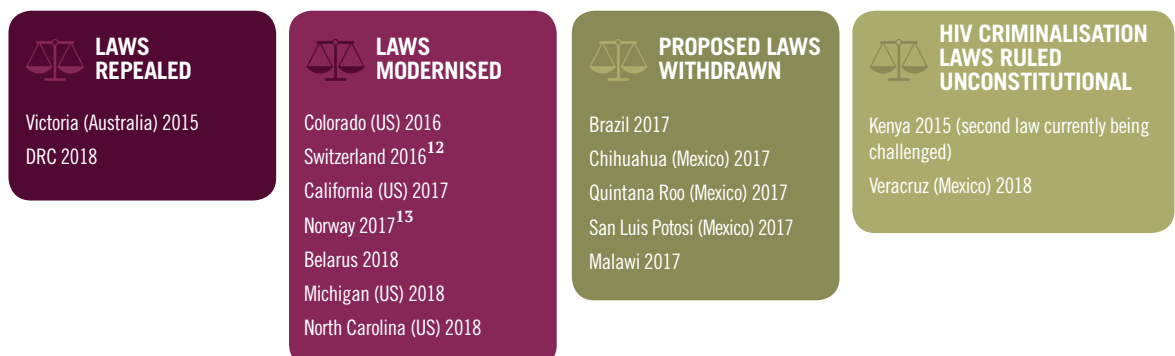 LAWS
REPEALED
Victoria (Australia) 2015
DRC 2018
LAWS
MODERNISED
Colorado (US) 2016
Switzerland 2016¹²
California (US) 2017
Norway 2017¹³
Belarus 2018
Michigan (US) 2018
North Carolina (US) 2018
PROPOSED LAWS
WITHDRAWN
Brazil 2017
Chihuahua (Mexico) 2017
Quintana Roo (Mexico) 2017
San Luis Potosi (Mexico) 2017
Malawi 2017
HIV CRIMINALISATION
LAWS RULED
UNCONSTITUTIONAL
Kenya 2015 (second law currently being
challenged)
Veracruz (Mexico) 2018